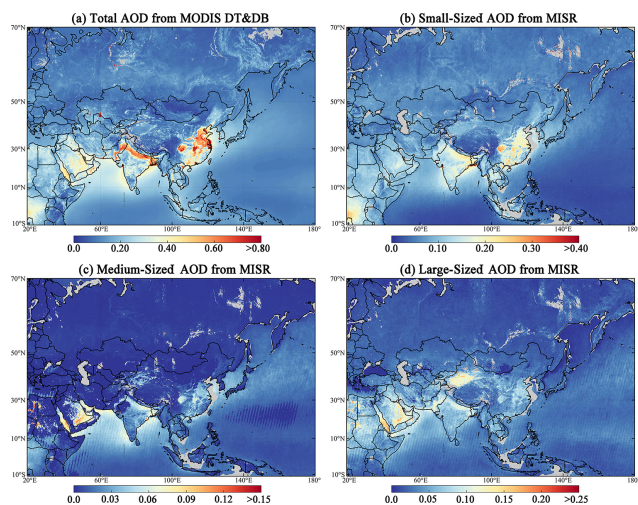 (a) Total AOD from MODIS DT&DB
(b) Small-Sized AOD from MISR
70°N
50°N
30°N
10°N
10°S
20°E
60°E
100°E
140°E
180°E
70°N
50°N
30°N
10°N
10°S
20°E
60°E
100°E
140°E
180°E
0.0
0.20
0.40
0.60
>0.80
0.0
0.10
0.20
0.30
>0.40
(c) Medium-Sized AOD from MISR
(d) Large-Sized AOD from MISR
70°N
50°N
30°N
10°N
10°S
20°E
60°E
100°E
140°E
180°E
70°N
50°N
30°N
10°N
10°S
20°E
60°E
100°E
140°E
180°E
0.0
0.03
0.06
0.09
0.12
>0.15
0.0
0.05
0.10
0.15
0.20
>0.25